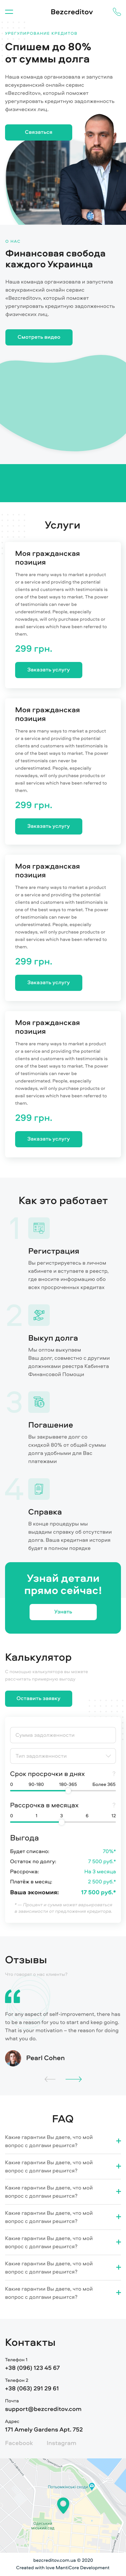 Bezcreditov
УРЕГУЛИРОВАНИЕ КРЕДИТОВ
Спишем до 80%
от суммы долга
Наша команда организовала и запустила
всеукраинский онлайн сервис
«Bezcreditov», который поможет
урегулировать кредитную задолженность
физических лиц.
Связаться
О НАС
Финансовая свобода
каждого Украинца
Наша команда организовала и запустила
всеукраинский онлайн сервис
«Bezcreditov», который поможет
урегулировать кредитную задолженность
физических лиц.
Смотреть видео
Услуги
Моя гражданская
позиция
There are many ways to market a product
or a service and promoting the potential
clients and customers with testimonials is
one of the best ways to market. The power
of testimonials can never be
underestimated. People, especially
nowadays, will only purchase products or
avail services which have been referred to
them.
299 грн.
Заказать услугу
Моя гражданская
позиция
There are many ways to market a product
or a service and promoting the potential
clients and customers with testimonials is
one of the best ways to market. The power
of testimonials can never be
underestimated. People, especially
nowadays, will only purchase products or
avail services which have been referred to
them.
299 грн.
Заказать услугу
Моя гражданская
позиция
There are many ways to market a product
or a service and promoting the potential
clients and customers with testimonials is
one of the best ways to market. The power
of testimonials can never be
underestimated. People, especially
nowadays, will only purchase products or
avail services which have been referred to
them.
299 грн.
Заказать услугу
Моя гражданская
позиция
There are many ways to market a product
or a service and promoting the potential
clients and customers with testimonials is
one of the best ways to market. The power
of testimonials can never be
underestimated. People, especially
nowadays, will only purchase products or
avail services which have been referred to
them.
299 грн.
Заказать услугу
Как это работает
1
Регистрация
Вы регистрируетесь в личном
кабинете и вступаете в реестр,
где вносите информацию обо
всех просроченных кредитах
2
Выкуп долга
Мы оптом выкупаем
Ваш долг, совместно с другими
должниками реестра Кабинета
Финансовой Помощи
3
Погашение
Вы закрываете долг со
скидкой 80% от общей суммы
долга удобными для Вас
платежами
4
Справка
В конце процедуры мы
выдадим справку об отсутствии
долга. Ваша кредитная история
будет в полном порядке
Узнай детали
прямо сейчас!
Узнать
Калькулятор
С помощью калькулятора вы можете
рассчитать примерную выгоду
Оставить заявку
Сумма задолженности
Тип задолженности
Срок просрочки в днях
0 90-180 180-365 Более 365
Рассрочка в месяцах
0 1 3 6 12
Выгода
Будет списано: 70%*
Остаток по долгу: 7 500 руб.*
Рассрочка: На 3 месяца
Платёж в месяц: 2 500 руб.*
Ваша экономия: 17 500 руб.*
Отзывы
Что говорят о нас клиенты?
For any aspect of self-improvement, one has
a reason for you to start and keep going.
That is your motivation – the reason for doing
what you do.
Pearl Cohen
FAQ
Какие гарантии Вы даете, что мой
вопрос с долгами решится?
Какие гарантии Вы даете, что мой
вопрос с долгами решится?
Какие гарантии Вы даете, что мой
вопрос с долгами решится?
Какие гарантии Вы даете, что мой
вопрос с долгами решится?
Какие гарантии Вы даете, что мой
вопрос с долгами решится?
Какие гарантии Вы даете, что мой
вопрос с долгами решится?
Какие гарантии Вы даете, что мой
вопрос с долгами решится?
Контакты
Телефон 1
+38 (096) 123 45 67
Телефон 2
+38 (063) 291 29 61
Почта
support@bezcreditov.com
Адрес
171 Amely Gardens Apt. 752
Facebook Instagram
bezcreditov.com.ua © 2020
Created with love MantiCore Development